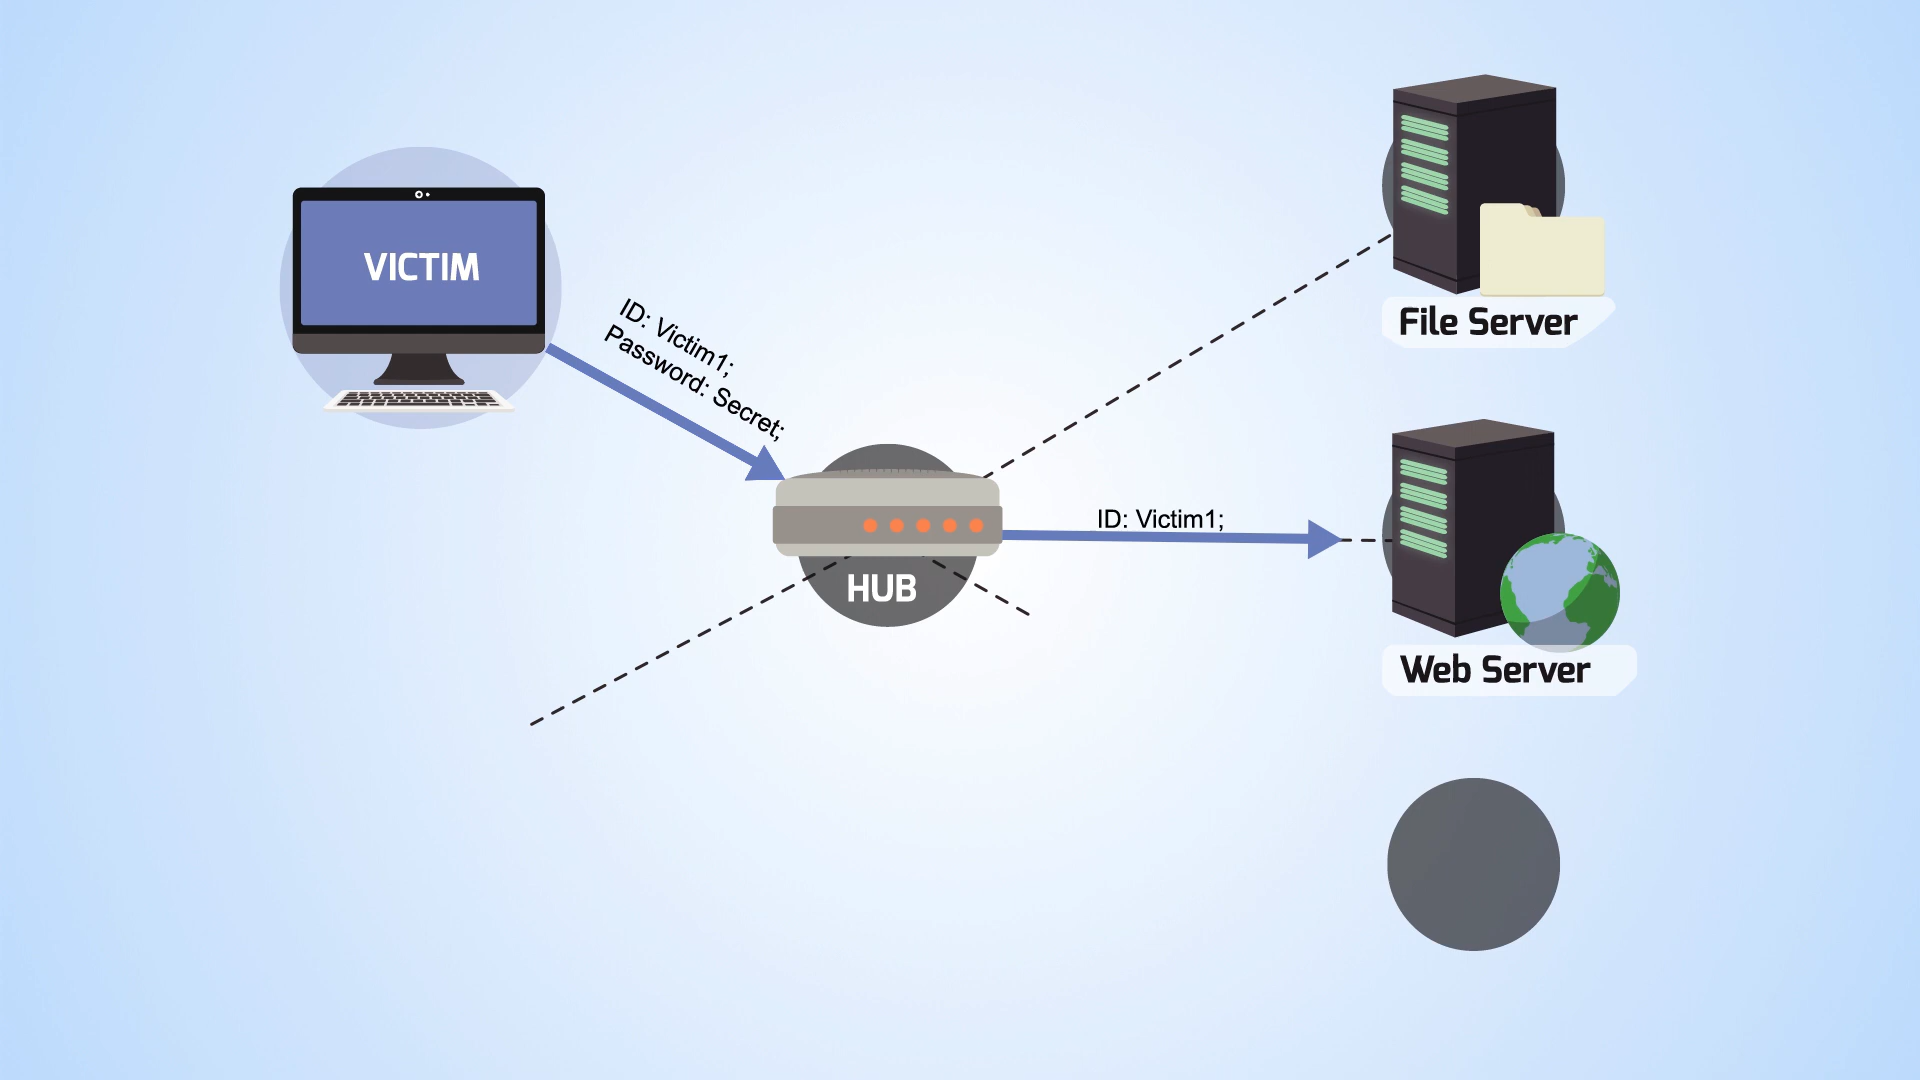 VICTIM
ID: Victim1;
Password: Secret;
File Server
ID: Victim1;
HUB
Web Server